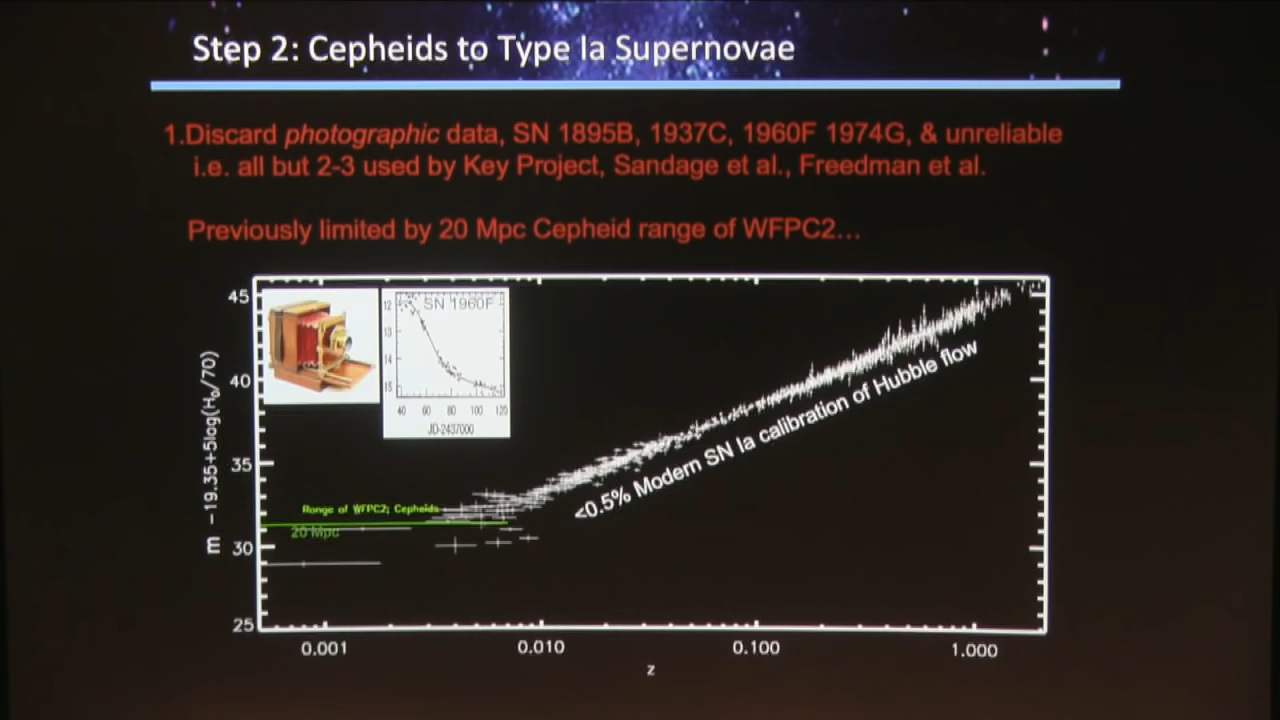 Step 2: Cepheids to Type Ia Supernovae
1.Discard photographic data, SN 1895B, 1937C, 1960F 1974G, & unreliable
i.e. all but 2-3 used by Key Project, Sandage et al., Freedman et al.
Previously limited by 20 Mpc Cepheid range of WFPC2...
45
40
35
30
25
m -19.35+5log(H₀/70)
SN 1960F
12
13
14
15
40 60 80 100 120
JD-2437000
Range of WFPC2; Cepheids
20 Mpc
<0.5% Modern SN Ia calibration of Hubble flow
0.001 0.010 0.100 1.000
z